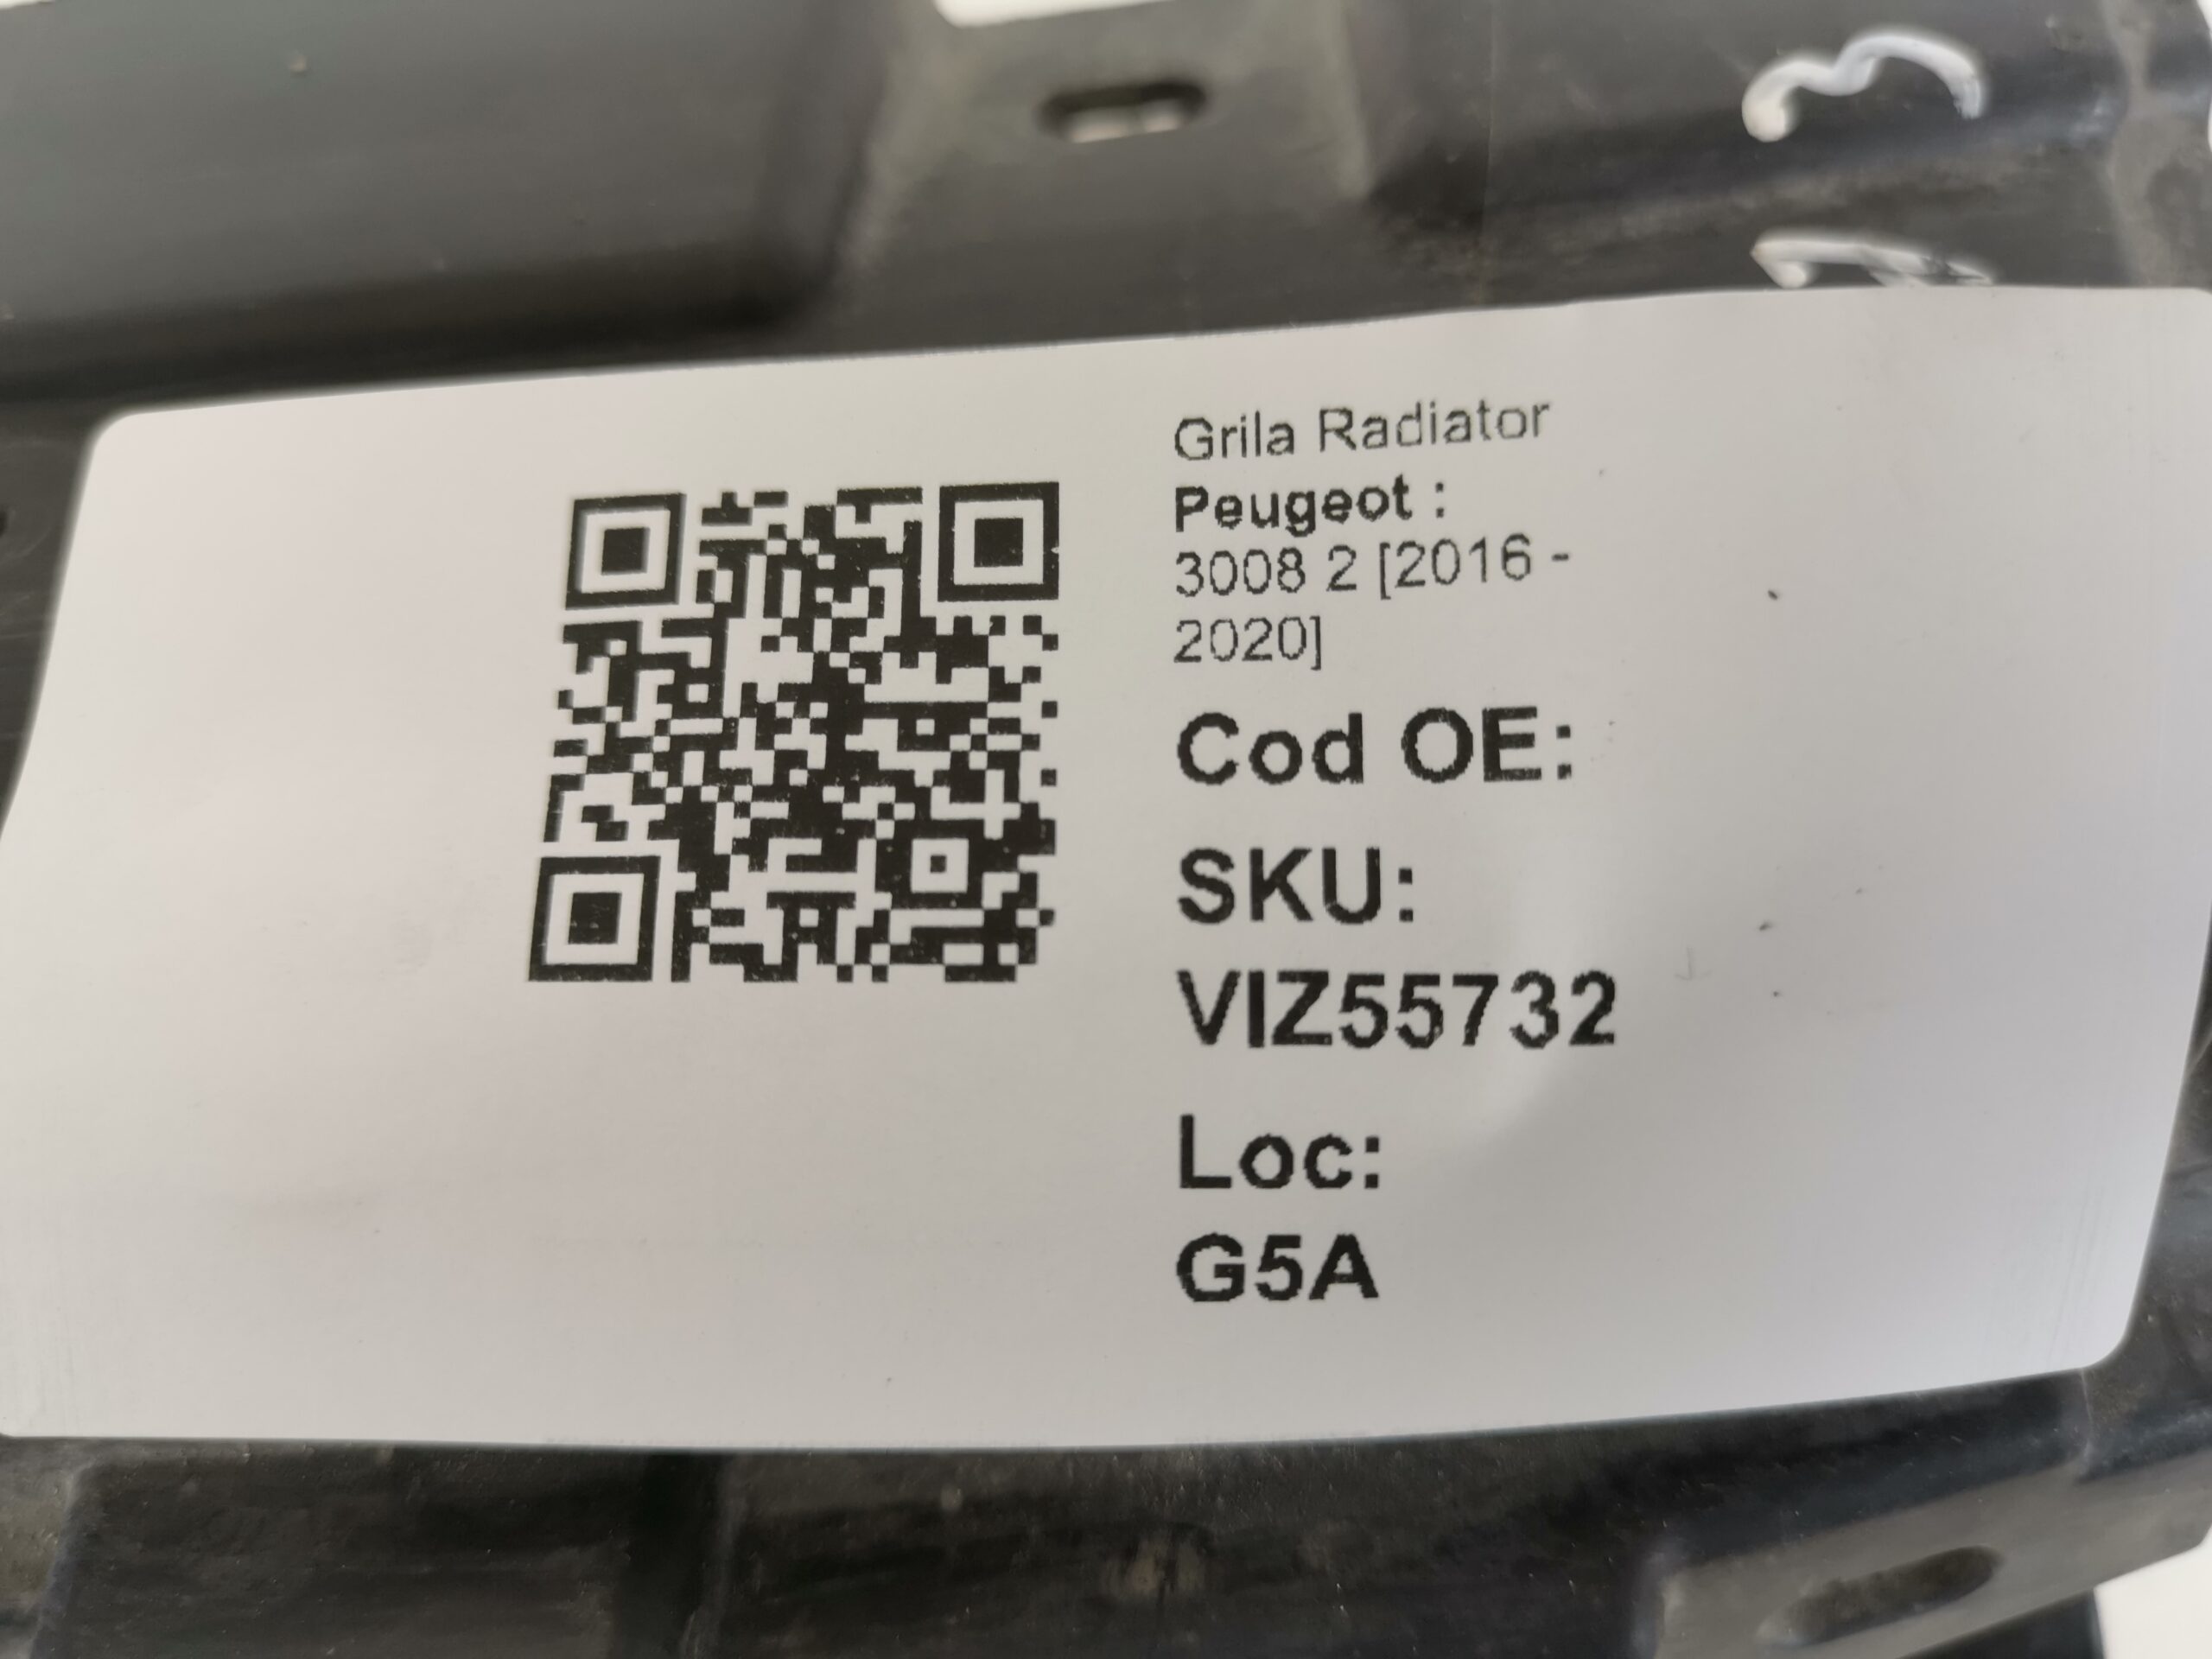 Grila Radiator
Peugeot :
3008 2 [2016 -
2020]
Cod OE:
SKU:
VIZ55732
Loc:
G5A